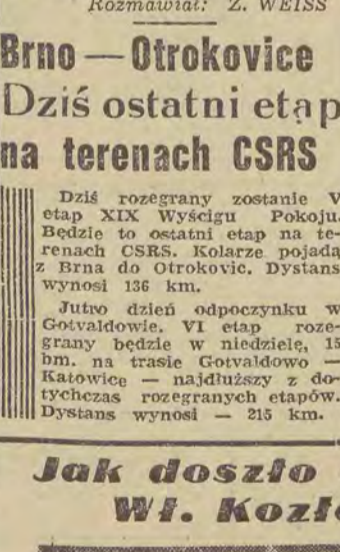 Rozmawiał: Z. WEISS
Brno — Otrokovice
Dziś ostatni etap
na terenach CSRS
Dziś rozegrany zostanie V
etap XIX Wyścigu Pokoju.
Będzie to ostatni etap na te-
renach CSRS. Kolarze pojadą
z Brna do Otrokovic. Dystans
wynosi 136 km.
Jutro dzień odpoczynku w
Gotvaldowie. VI etap roze-
grany będzie w niedzielę, 15
bm. na trasie Gotvaldowo —
Katowice — najdłuższy z do-
tychczas rozegranych etapów.
Dystans wynosi — 215 km.
Jak doszło
Wł. Kozło